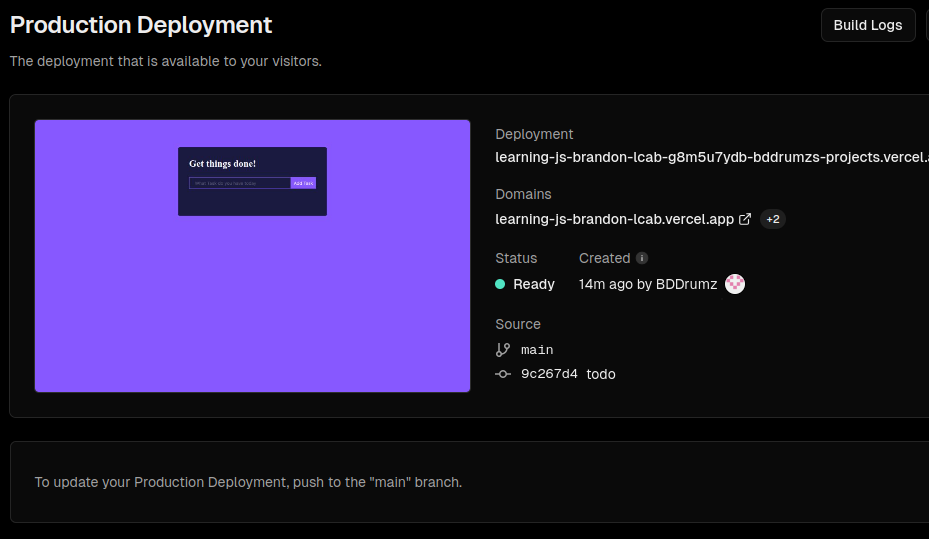 Production Deployment
Build Logs
The deployment that is available to your visitors.
Get things done!
What task do you have today
Add Task
Deployment
learning-js-brandon-lcab-g8m5u7ydb-bddrumzs-projects.vercel.
Domains
learning-js-brandon-lcab.vercel.app +2
Status Created
Ready 14m ago by BDDrumz
Source
main
9c267d4 todo
To update your Production Deployment, push to the "main" branch.